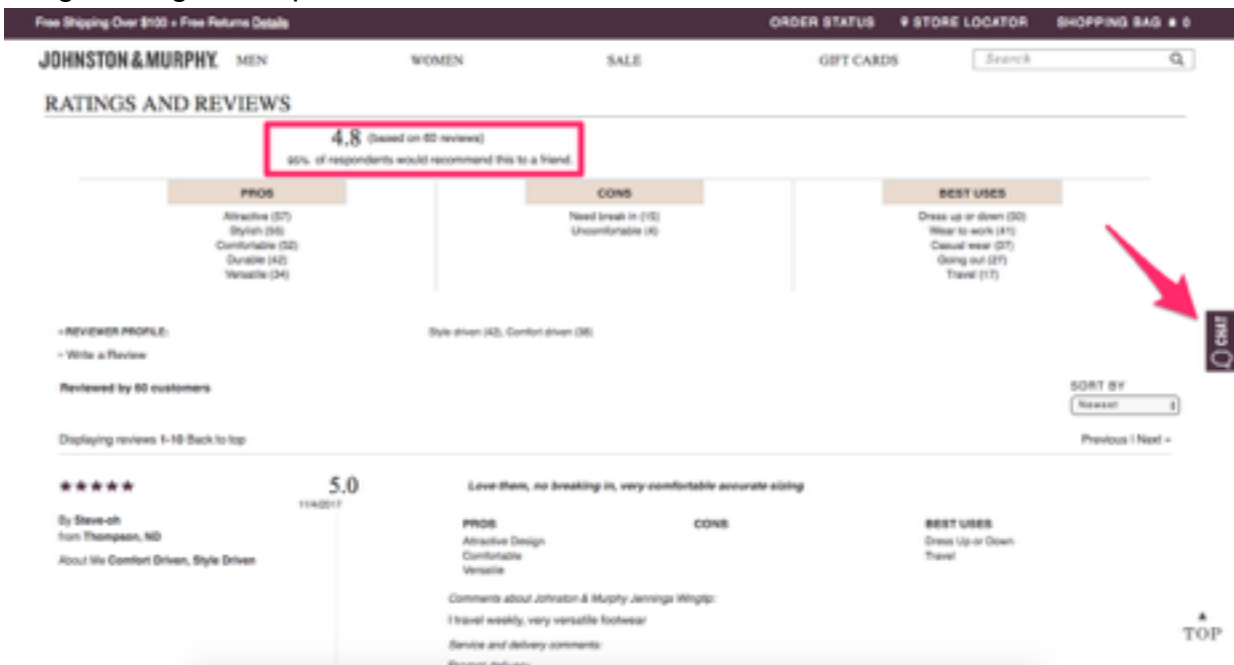 Free Shipping Over $100 + Free Returns Details
ORDER STATUS STORE LOCATOR SHOPPING BAG 0
JOHNSTON & MURPHY. MEN WOMEN SALE GIFT CARDS Search
RATINGS AND REVIEWS
4.8 (based on 60 reviews)
95% of respondents would recommend this to a friend.
PROS CONS BEST USES
Attractive (57) Need break in (15) Dress up or down (50)
Stylish (55) Uncomfortable (4) Wear to work (41)
Comfortable (52) Casual wear (37)
Durable (42) Going out (27)
Versatile (34) Travel (17)
CHAT
- REVIEWER PROFILE: Style driven (42), Comfort driven (38)
- Write a Review
Reviewed by 60 customers
SORT BY
Newest
Displaying reviews 1-10 Back to top Previous | Next »
★★★★★ 5.0 Love them, no breaking in, very comfortable accurate sizing
11/4/2017
By Steve-oh
from Thompson, ND
About Me Comfort Driven, Style Driven
PROS CONS BEST USES
Attractive Design Dress Up or Down
Comfortable Travel
Versatile
Comments about Johnston & Murphy Jennings Wingtip:
I travel weekly, very versatile footwear
Service and delivery comments:
Product delivery
TOP